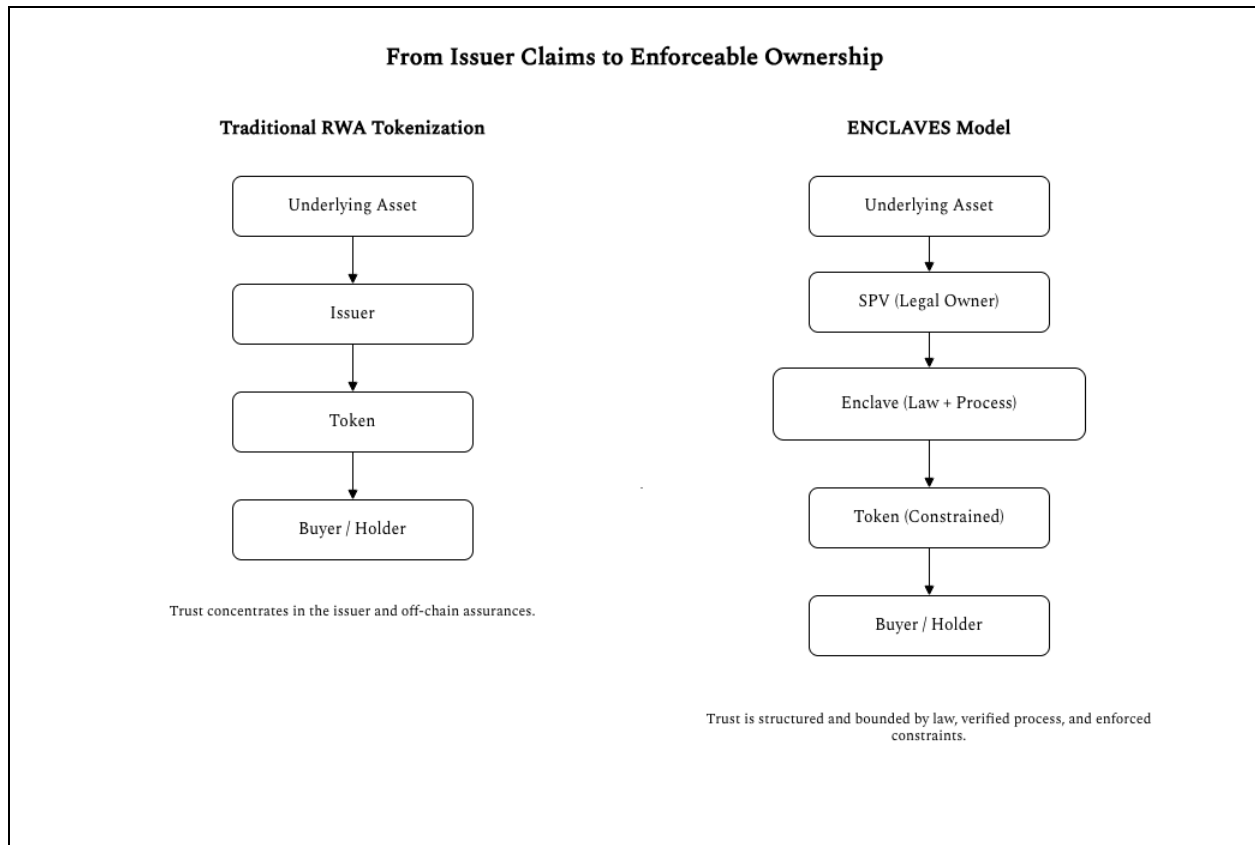 From Issuer Claims to Enforceable Ownership
Traditional RWA Tokenization
Underlying Asset
Issuer
Token
Buyer / Holder
Trust concentrates in the issuer and off-chain assurances.
ENCLAVES Model
Underlying Asset
SPV (Legal Owner)
Enclave (Law + Process)
Token (Constrained)
Buyer / Holder
Trust is structured and bounded by law, verified process, and enforced
constraints.